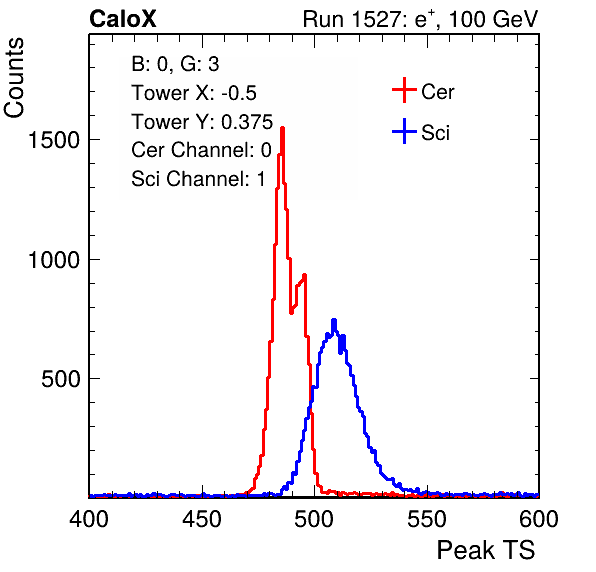 CaloX
Run 1527: e+, 100 GeV
Counts
B: 0, G: 3
Tower X: -0.5
Tower Y: 0.375
Cer Channel: 0
Sci Channel: 1
Cer
Sci
1500
1000
500
400
450
500
550
600
Peak TS